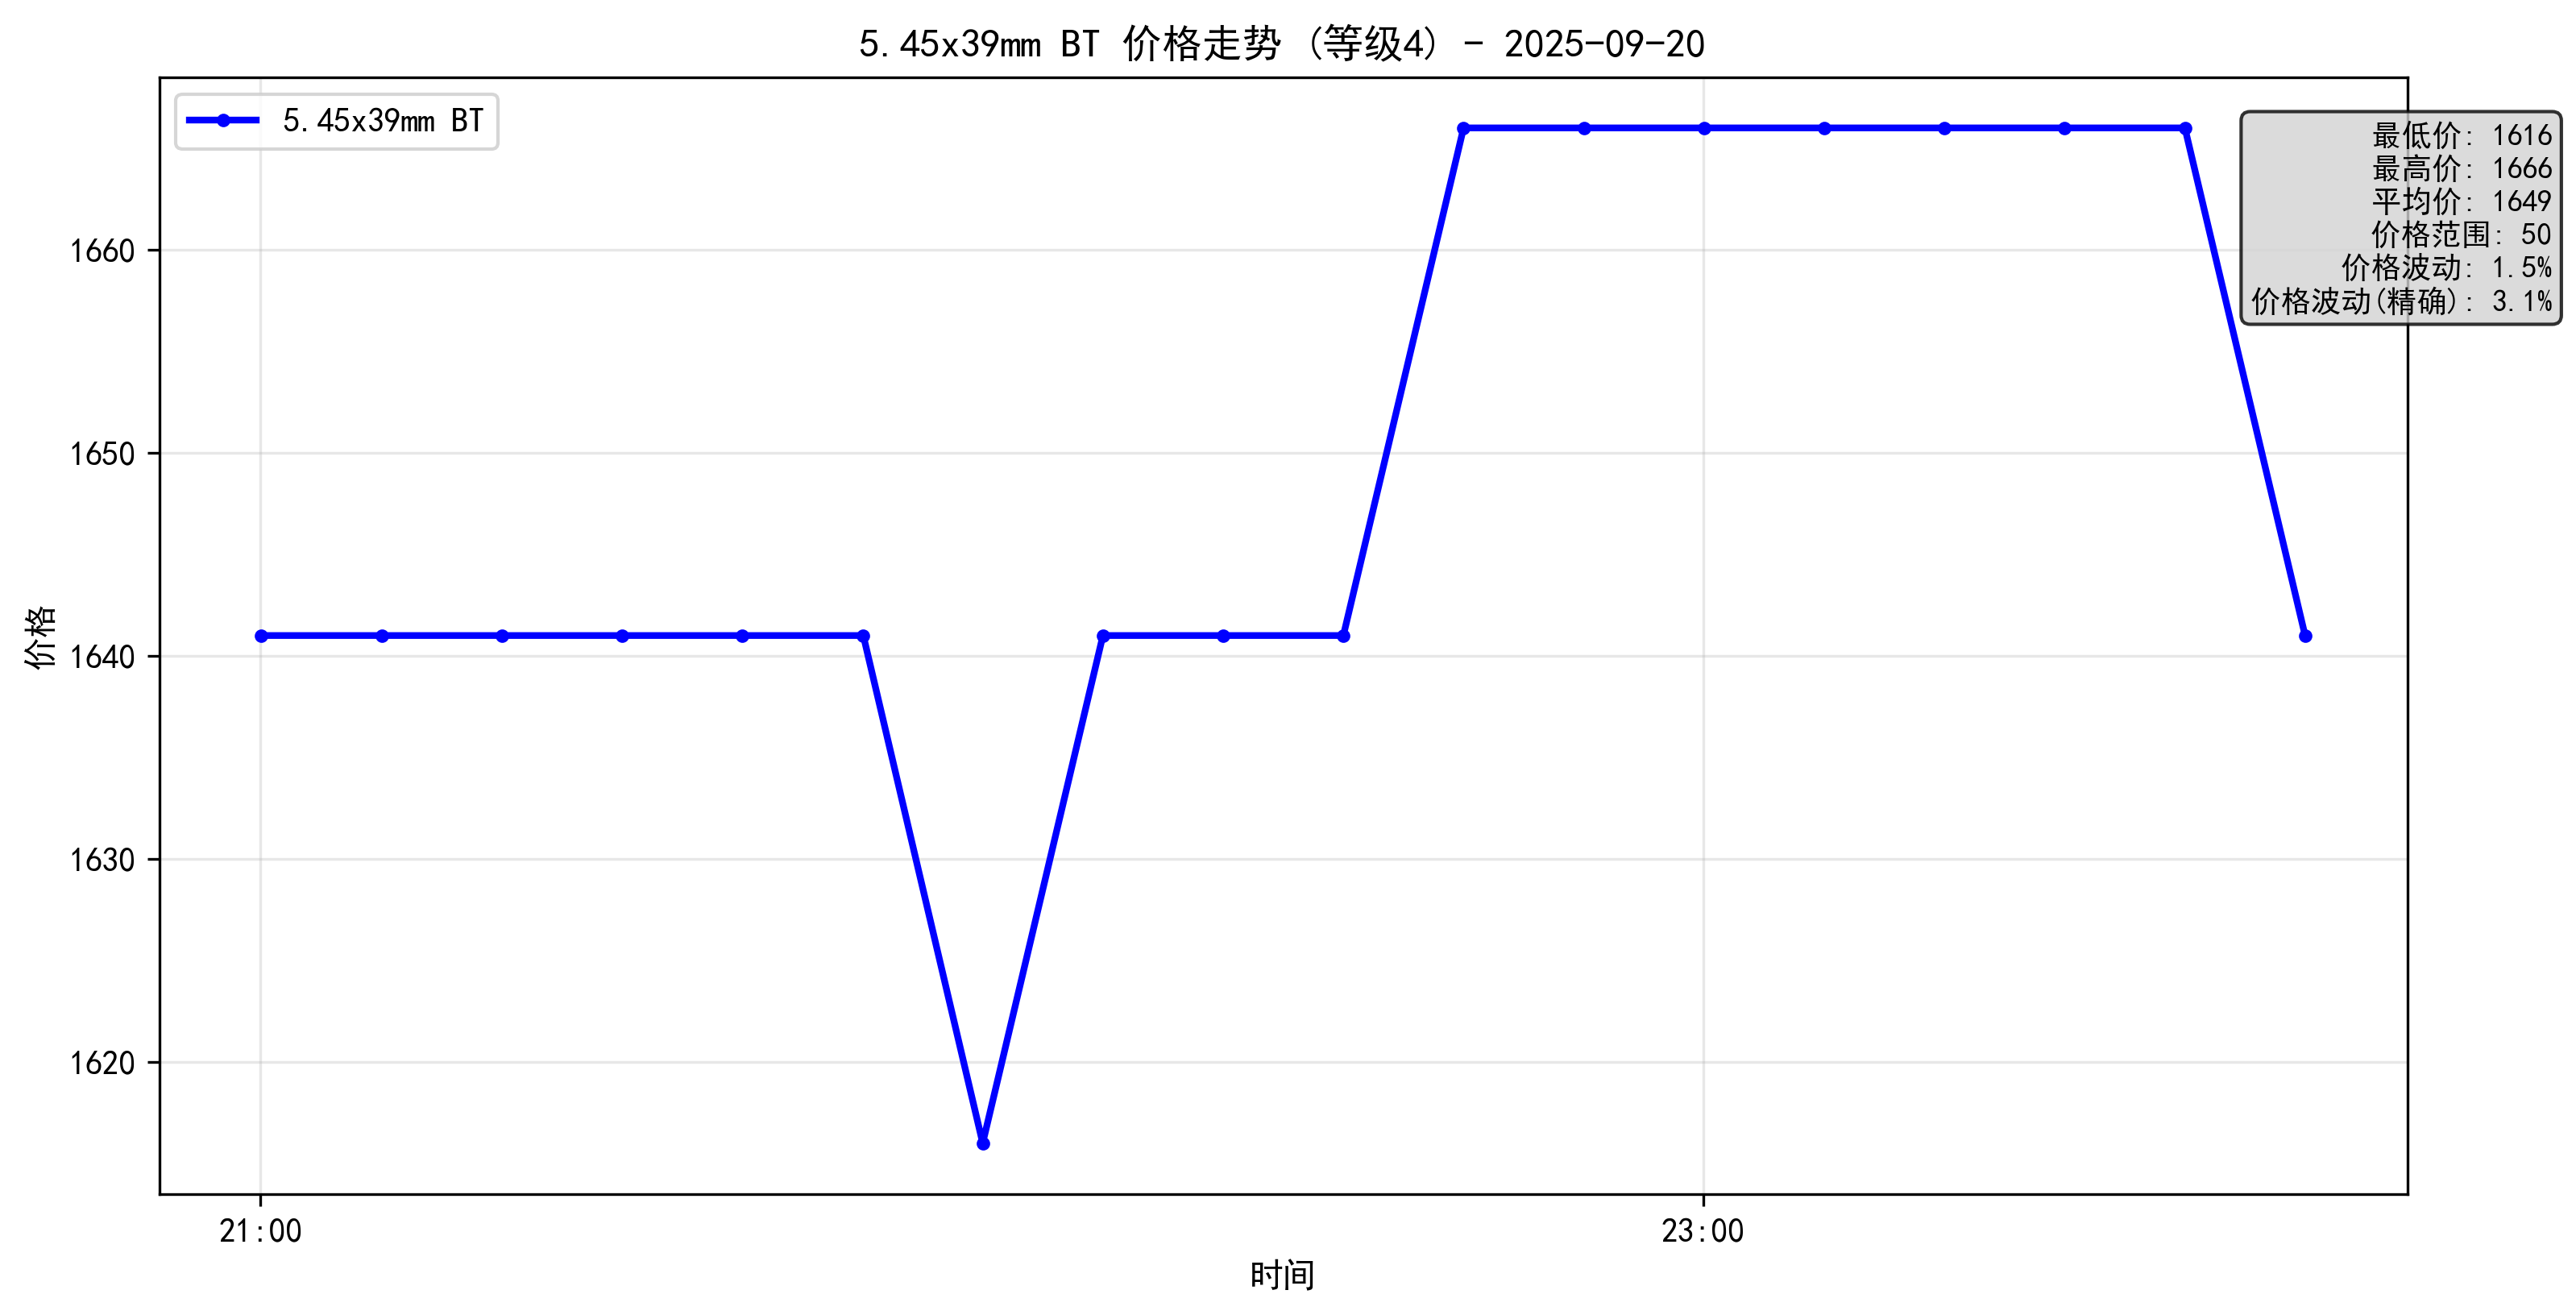 5.45x39mm BT 价格走势 (等级4) - 2025-09-20
5.45x39mm BT
最低价: 1616
最高价: 1666
平均价: 1649
价格范围: 50
价格波动: 1.5%
价格波动(精确): 3.1%
价格
1660
1650
1640
1630
1620
21:00
23:00
时间